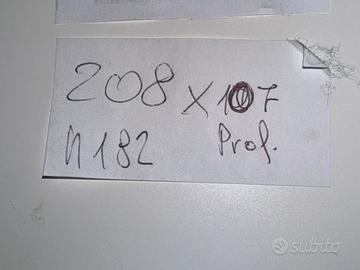 208 x 107
h 182 Prof.
subito